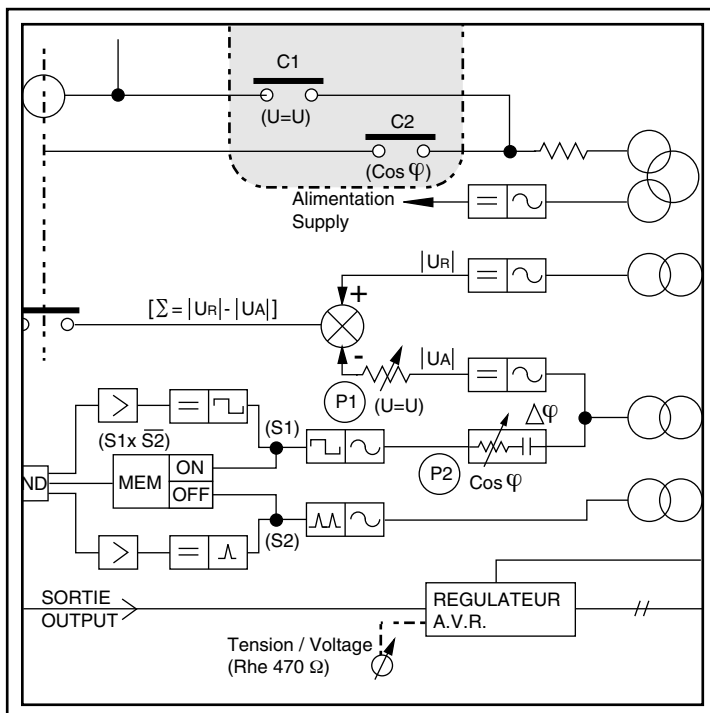 C1
(U=U)
C2
(Cos φ)
Alimentation
Supply
= ~
|UR|
= ~
+
[Σ = |UR| - |UA|]
-
|UA|
= ~
P1
(U=U)
Δφ
>
=
(S1)
(S1x S̅2̅)
~
P2
Cos φ
ND
MEM
ON
OFF
(S2)
~
>
=
SORTIE
OUTPUT
REGULATEUR
A.V.R.
//
Tension / Voltage
(Rhe 470 Ω)